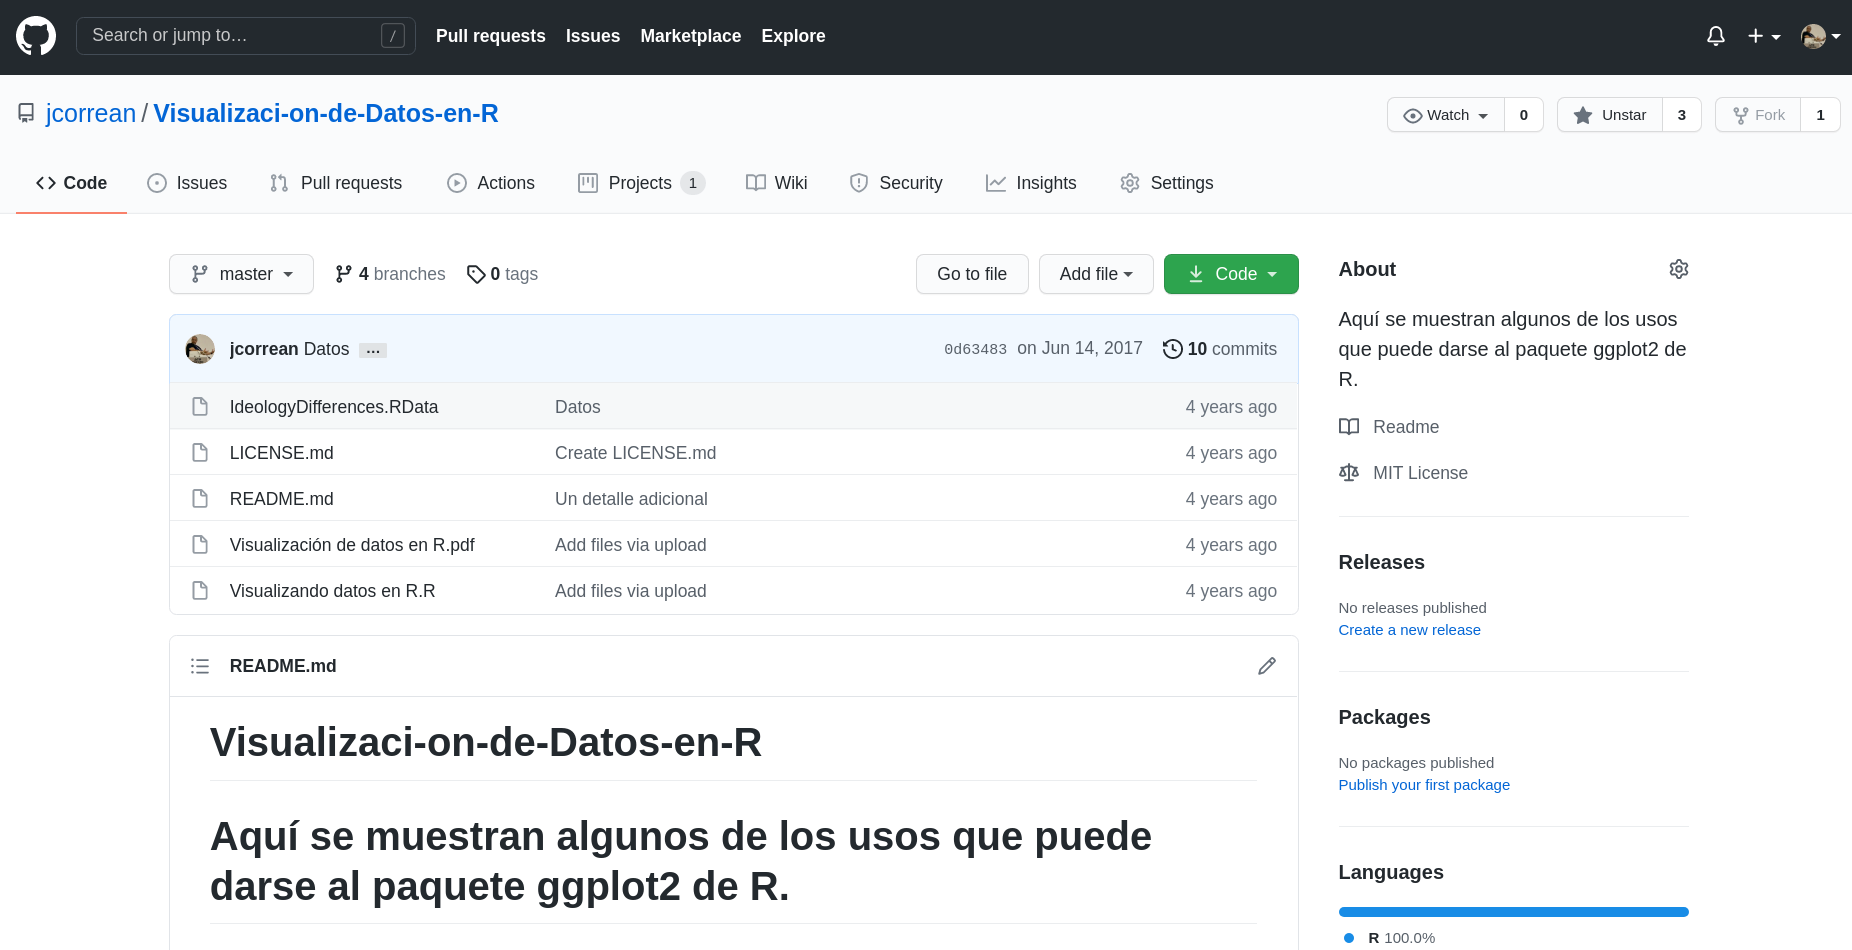 Search or jump to… /
Pull requests Issues Marketplace Explore
jcorrean / Visualizaci-on-de-Datos-en-R
Watch 0 Unstar 3 Fork 1
Code Issues Pull requests Actions Projects 1 Wiki Security Insights Settings
master 4 branches 0 tags Go to file Add file Code
jcorrean Datos … 0d63483 on Jun 14, 2017 10 commits
IdeologyDifferences.RData Datos 4 years ago
LICENSE.md Create LICENSE.md 4 years ago
README.md Un detalle adicional 4 years ago
Visualización de datos en R.pdf Add files via upload 4 years ago
Visualizando datos en R.R Add files via upload 4 years ago
README.md
Visualizaci-on-de-Datos-en-R
Aquí se muestran algunos de los usos que puede
darse al paquete ggplot2 de R.
About
Aquí se muestran algunos de los usos
que puede darse al paquete ggplot2 de
R.
Readme
MIT License
Releases
No releases published
Create a new release
Packages
No packages published
Publish your first package
Languages
R 100.0%